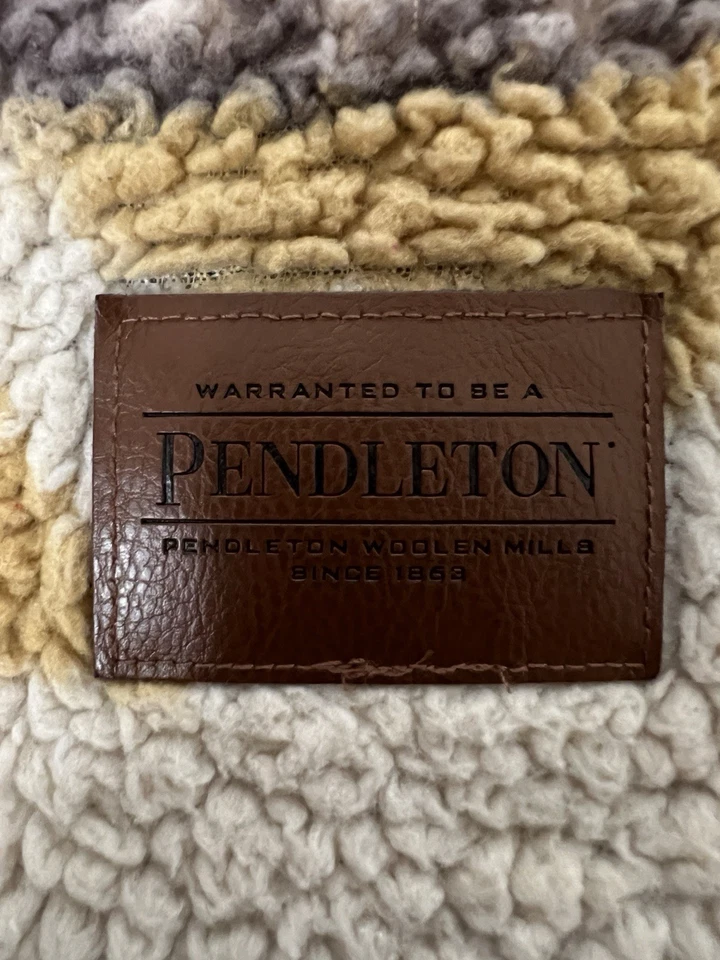 WARRANTED TO BE A
PENDLETON
PENDLETON WOOLEN MILLS
SINCE 1863